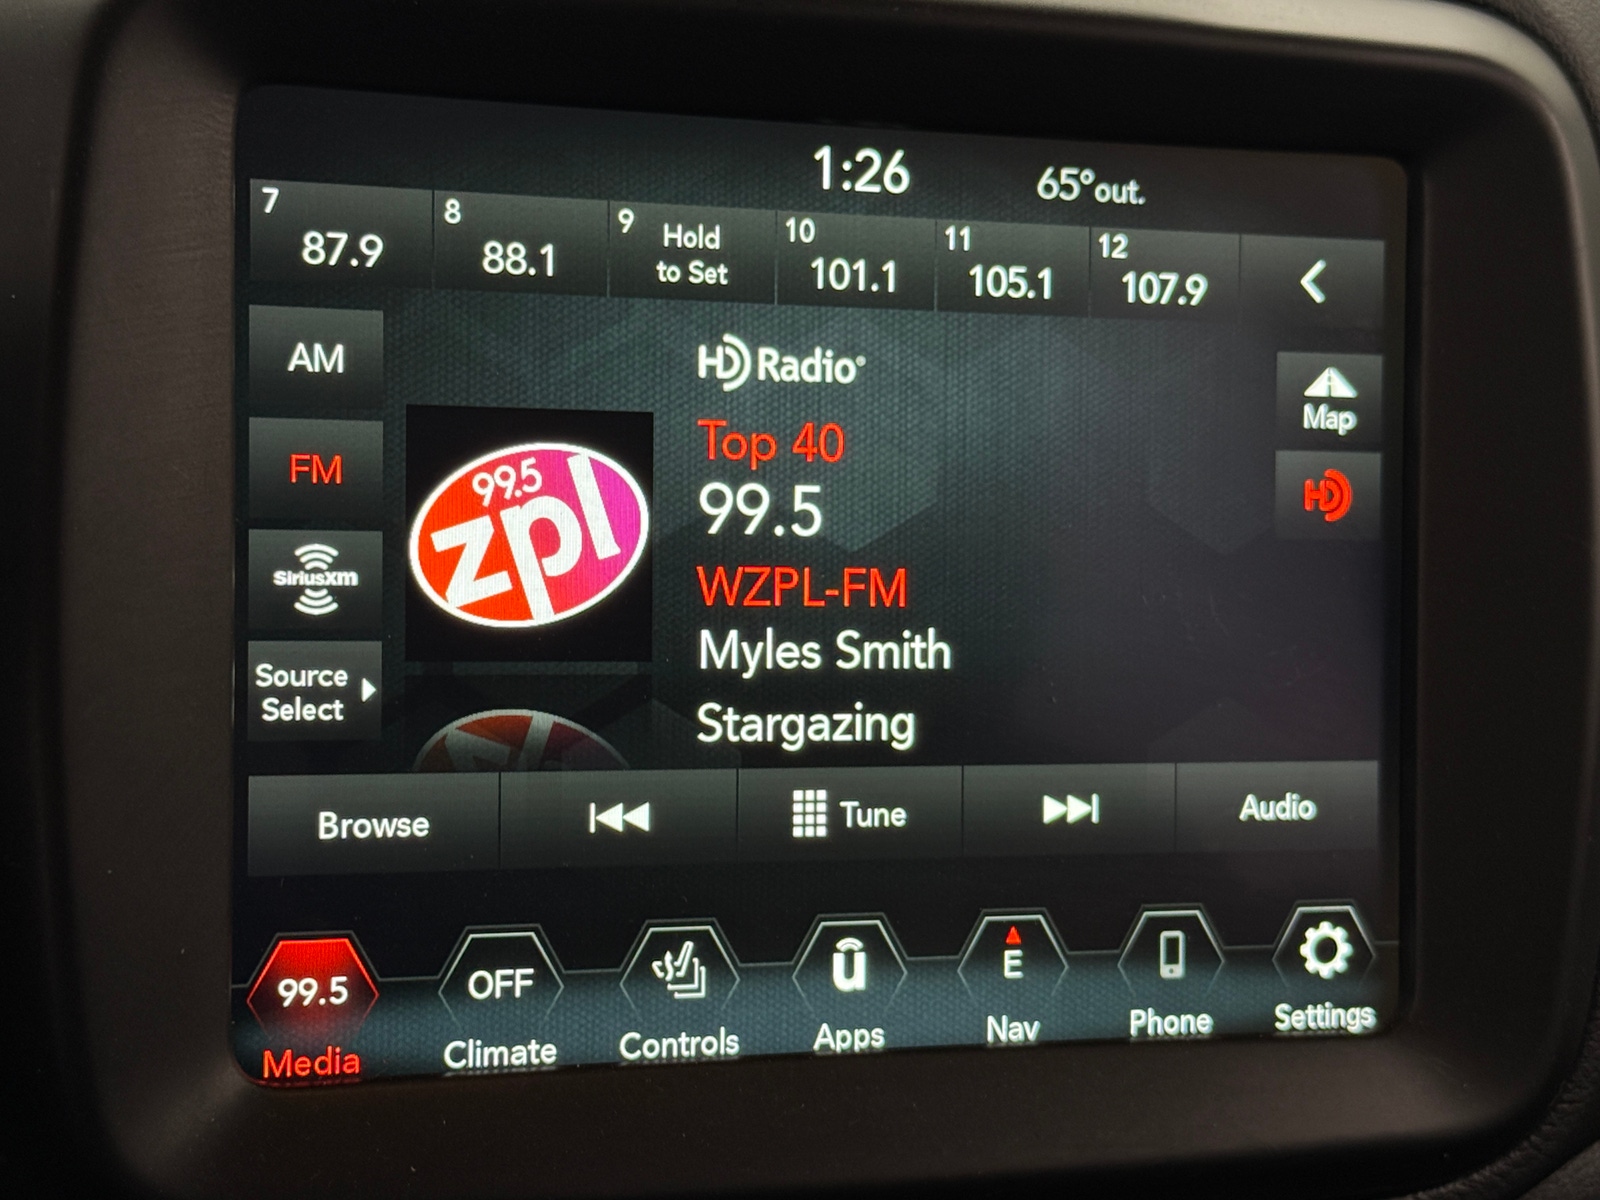 1:26 65°out.
7 8 9 10 11 12
87.9 88.1 Hold to Set 101.1 105.1 107.9
AM
HD Radio®
Map
Top 40
FM
99.5
99.5
HD
zpl
WZPL-FM
SiriusXM
Myles Smith
Source
Select
Stargazing
Browse Tune Audio
99.5 OFF û E
Media Climate Controls Apps Nav Phone Settings